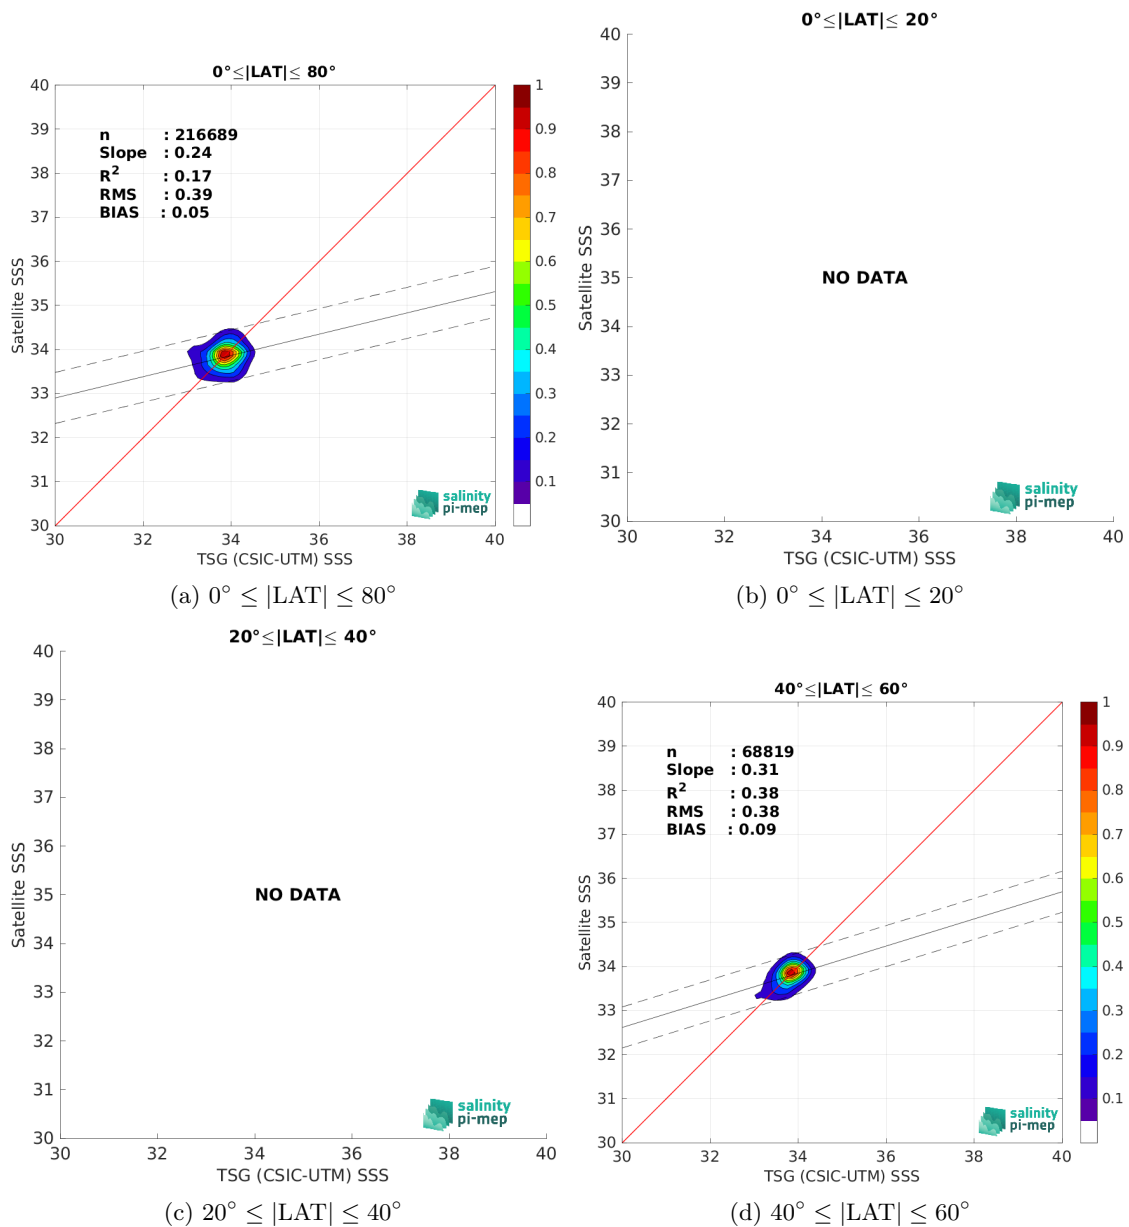 0°≤|LAT|≤ 80°
40
39
38
37
36
35
34
33
32
31
30
Satellite SSS
n : 216689
Slope : 0.24
R² : 0.17
RMS : 0.39
BIAS : 0.05
salinity
pi-mep
30 32 34 36 38 40
TSG (CSIC-UTM) SSS
1
0.9
0.8
0.7
0.6
0.5
0.4
0.3
0.2
0.1
(a) 0° ≤ |LAT| ≤ 80°
0°≤|LAT|≤ 20°
40
39
38
37
36
35
34
33
32
31
30
Satellite SSS
NO DATA
salinity
pi-mep
30 32 34 36 38 40
TSG (CSIC-UTM) SSS
(b) 0° ≤ |LAT| ≤ 20°
20°≤|LAT|≤ 40°
40
39
38
37
36
35
34
33
32
31
30
Satellite SSS
NO DATA
salinity
pi-mep
30 32 34 36 38 40
TSG (CSIC-UTM) SSS
(c) 20° ≤ |LAT| ≤ 40°
40°≤|LAT|≤ 60°
40
39
38
37
36
35
34
33
32
31
30
Satellite SSS
n : 68819
Slope : 0.31
R² : 0.38
RMS : 0.38
BIAS : 0.09
salinity
pi-mep
30 32 34 36 38 40
TSG (CSIC-UTM) SSS
1
0.9
0.8
0.7
0.6
0.5
0.4
0.3
0.2
0.1
(d) 40° ≤ |LAT| ≤ 60°